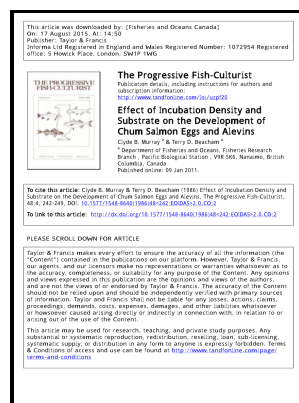 This article was downloaded by: [Fisheries and Oceans Canada]
On: 17 August 2015, At: 14:50
Publisher: Taylor & Francis
Informa Ltd Registered in England and Wales Registered Number: 1072954 Registered
office: 5 Howick Place, London, SW1P 1WG
THE PROGRESSIVE
FISH-CULTURIST
The Progressive Fish-Culturist
Publication details, including instructions for authors and
subscription information:
http://www.tandfonline.com/loi/uzpf20
Effect of Incubation Density and
Substrate on the Development of
Chum Salmon Eggs and Alevins
Clyde B. Murray a & Terry D. Beacham a
a Department of Fisheries and Oceans, Fisheries Research
Branch, Pacific Biological Station, V9R 5K6, Nanaimo, British
Columbia, Canada
Published online: 09 Jan 2011.
To cite this article: Clyde B. Murray & Terry D. Beacham (1986) Effect of Incubation Density and
Substrate on the Development of Chum Salmon Eggs and Alevins, The Progressive Fish-Culturist,
48:4, 242-249, DOI: 10.1577/1548-8640(1986)48<242:EOIDAS>2.0.CO;2
To link to this article: http://dx.doi.org/10.1577/1548-8640(1986)48<242:EOIDAS>2.0.CO;2
PLEASE SCROLL DOWN FOR ARTICLE
Taylor & Francis makes every effort to ensure the accuracy of all the information (the
"Content") contained in the publications on our platform. However, Taylor & Francis,
our agents, and our licensors make no representations or warranties whatsoever as to
the accuracy, completeness, or suitability for any purpose of the Content. Any opinions
and views expressed in this publication are the opinions and views of the authors,
and are not the views of or endorsed by Taylor & Francis. The accuracy of the Content
should not be relied upon and should be independently verified with primary sources
of information. Taylor and Francis shall not be liable for any losses, actions, claims,
proceedings, demands, costs, expenses, damages, and other liabilities whatsoever
or howsoever caused arising directly or indirectly in connection with, in relation to or
arising out of the use of the Content.
This article may be used for research, teaching, and private study purposes. Any
substantial or systematic reproduction, redistribution, reselling, loan, sub-licensing,
systematic supply, or distribution in any form to anyone is expressly forbidden. Terms
& Conditions of access and use can be found at http://www.tandfonline.com/page/
terms-and-conditions